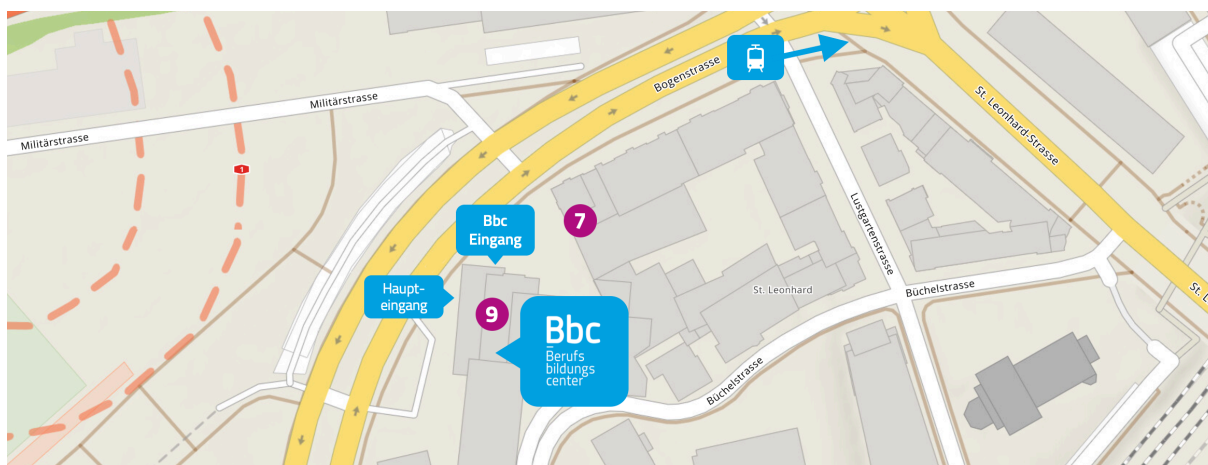 Bogenstrasse
Militärstrasse
Militärstrasse
St. Leonhard-Strasse
1
Bbc
Eingang
7
Lustgartenstrasse
Haupt-
eingang
9
St. Leonhard
Büchelstrasse
St. L
Bbc
Berufs
bildungs
center
Büchelstrasse